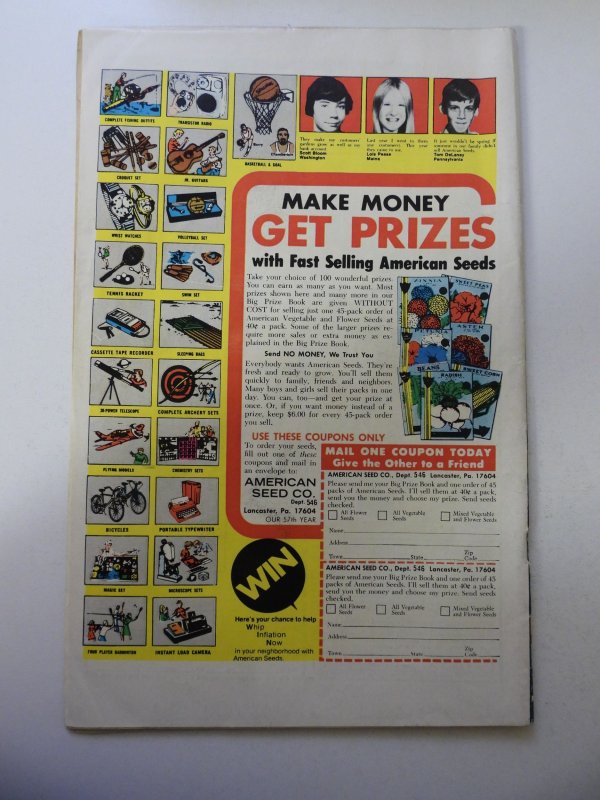 COMPLETE FISHING OUTFITS
TRANSISTOR RADIO
CROQUET SET
JR. GUITARS
WRIST WATCHES
VOLLEYBALL SET
TENNIS RACKET
SWIM SET
CASSETTE TAPE RECORDER
SLEEPING BAGS
30-POWER TELESCOPE
COMPLETE ARCHERY SETS
FLYING MODELS
CHEMISTRY SETS
BICYCLES
PORTABLE TYPEWRITER
MAGIC SET
MICROSCOPE SETS
FOUR PLAYER BADMINTON
INSTANT LOAD CAMERA
Barry
Chamberlain
BASKETBALL & GOAL
They make my customers'
gardens grow as well as my
bank account.
Scott Bloom
Washington
Last year I went to them
my customers. This year
they came to me.
Lois Pease
Maine
It just wouldn't be spring if
someone in our family didn't
sell American Seeds.
Tom DeLaney
Pennsylvania
MAKE MONEY
GET PRIZES
with Fast Selling American Seeds
Take your choice of 100 wonderful prizes.
You can earn as many as you want. Most
prizes shown here and many more in our
Big Prize Book are given WITHOUT
COST for selling just one 45-pack order of
American Vegetable and Flower Seeds at
40¢ a pack. Some of the larger prizes re-
quire more sales or extra money as ex-
plained in the Big Prize Book.
Send NO MONEY, We Trust You
Everybody wants American Seeds. They're
fresh and ready to grow. You'll sell them
quickly to family, friends and neighbors.
Many boys and girls sell their packs in one
day. You can, too—and get your prize at
once. Or, if you want money instead of a
prize, keep $6.00 for every 45-pack order
you sell.
ZINNIA
SWEET PEAS
PETUNIA
ASTER
BEANS
RADISH
SWEET CORN
USE THESE COUPONS ONLY
To order your seeds,
fill out one of these
coupons and mail in
an envelope to:
AMERICAN
SEED CO.
Dept. 546
Lancaster, Pa. 17604
OUR 57th YEAR
MAIL ONE COUPON TODAY
Give the Other to a Friend
AMERICAN SEED CO., Dept. 546 Lancaster, Pa. 17604
Please send me your Big Prize Book and one order of 45
packs of American Seeds. I'll sell them at 40¢ a pack,
send you the money and choose my prize. Send seeds
checked.
All Flower Seeds
All Vegetable Seeds
Mixed Vegetable and Flower Seeds
Name
Address
Town State Zip Code
AMERICAN SEED CO., Dept. 546 Lancaster, Pa. 17604
Please send me your Big Prize Book and one order of 45
packs of American Seeds. I'll sell them at 40¢ a pack,
send you the money and choose my prize. Send seeds
checked.
All Flower Seeds
All Vegetable Seeds
Mixed Vegetable and Flower Seeds
Name
Address
Town State Zip Code
WIN
Here's your chance to help
Whip
Inflation
Now
in your neighborhood with
American Seeds.